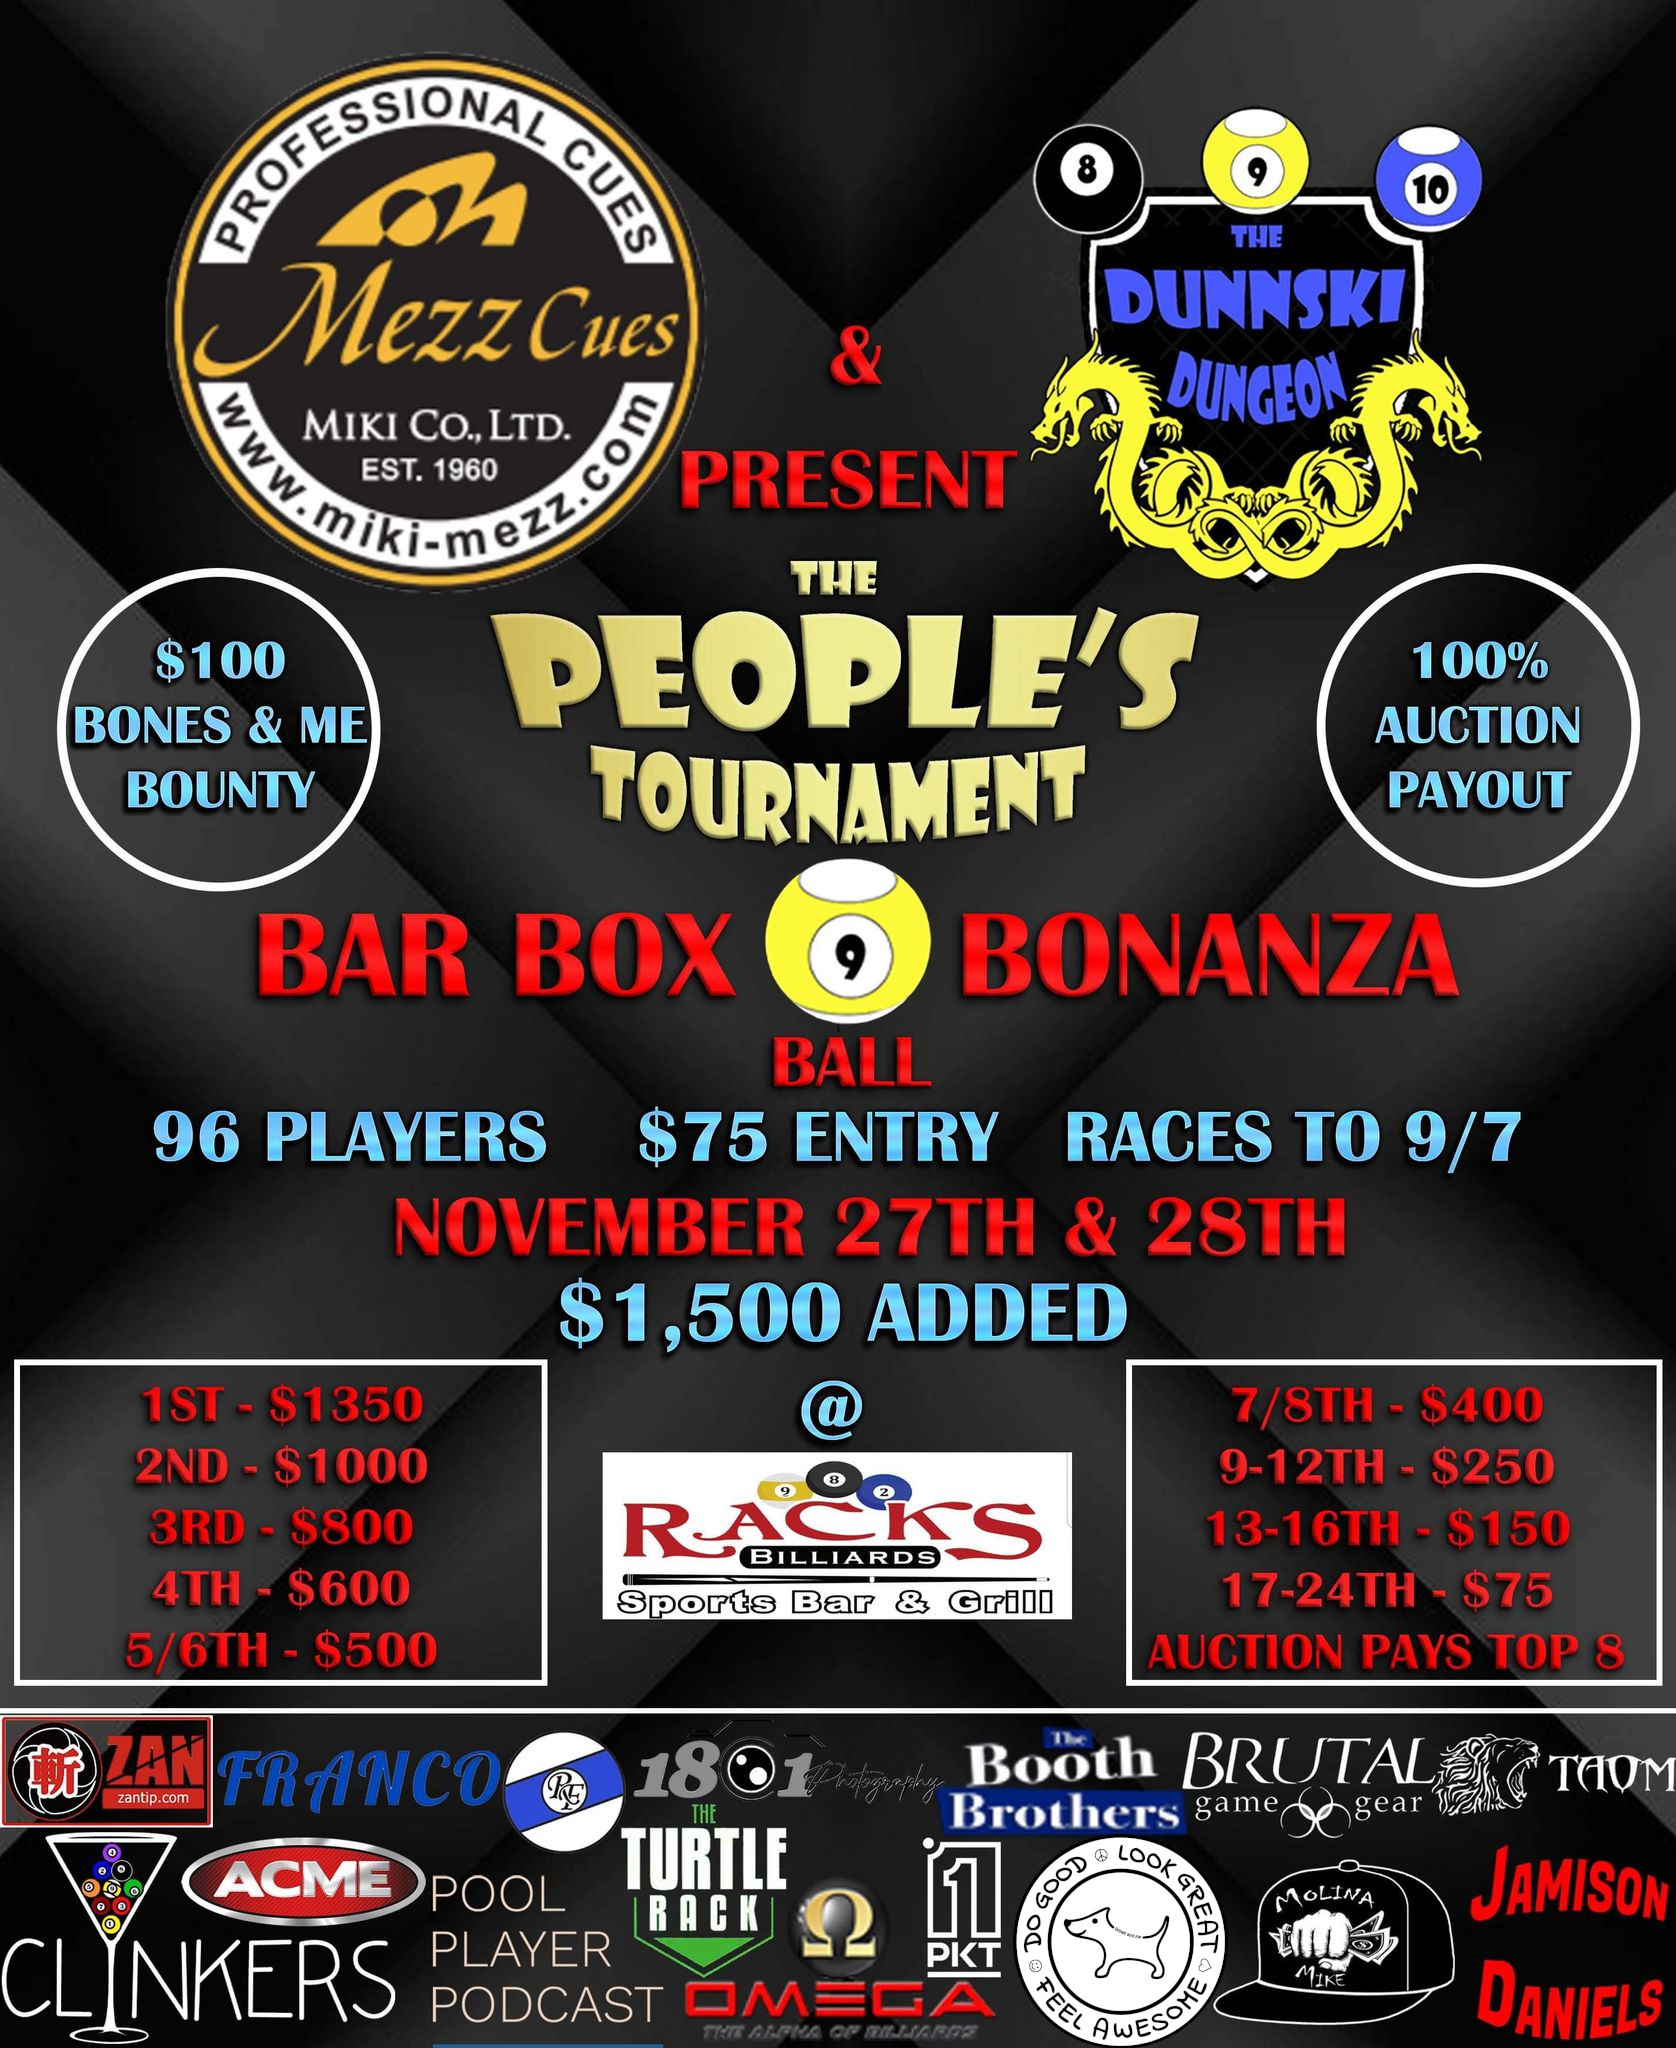 PROFESSIONAL CUES
Mezz Cues
MIKI CO., LTD.
EST. 1960
www.miki-mezz.com
&
PRESENT
8
9
10
THE
DUNNSKI
DUNGEON
$100
BONES & ME
BOUNTY
THE
PEOPLE'S
TOURNAMENT
100%
AUCTION
PAYOUT
BAR BOX 9 BONANZA
BALL
96 PLAYERS $75 ENTRY RACES TO 9/7
NOVEMBER 27TH & 28TH
$1,500 ADDED
@
1ST - $1350
2ND - $1000
3RD - $800
4TH - $600
5/6TH - $500
9 8 2
RACKS
BILLIARDS
Sports Bar & Grill
7/8TH - $400
9-12TH - $250
13-16TH - $150
17-24TH - $75
AUCTION PAYS TOP 8
斬 ZAN
zantip.com
FRANCO
1801 Photography
The
Booth
Brothers
BRUTAL
game gear
TAOM
CLINKERS
ACME
POOL
PLAYER
PODCAST
THE
TURTLE
RACK
Ω
OMEGA
THE ALPHA OF BILLIARDS
1
PKT
DO GOOD LOOK GREAT
FEEL AWESOME
MOLINA
MIKE
JAMISON
DANIELS